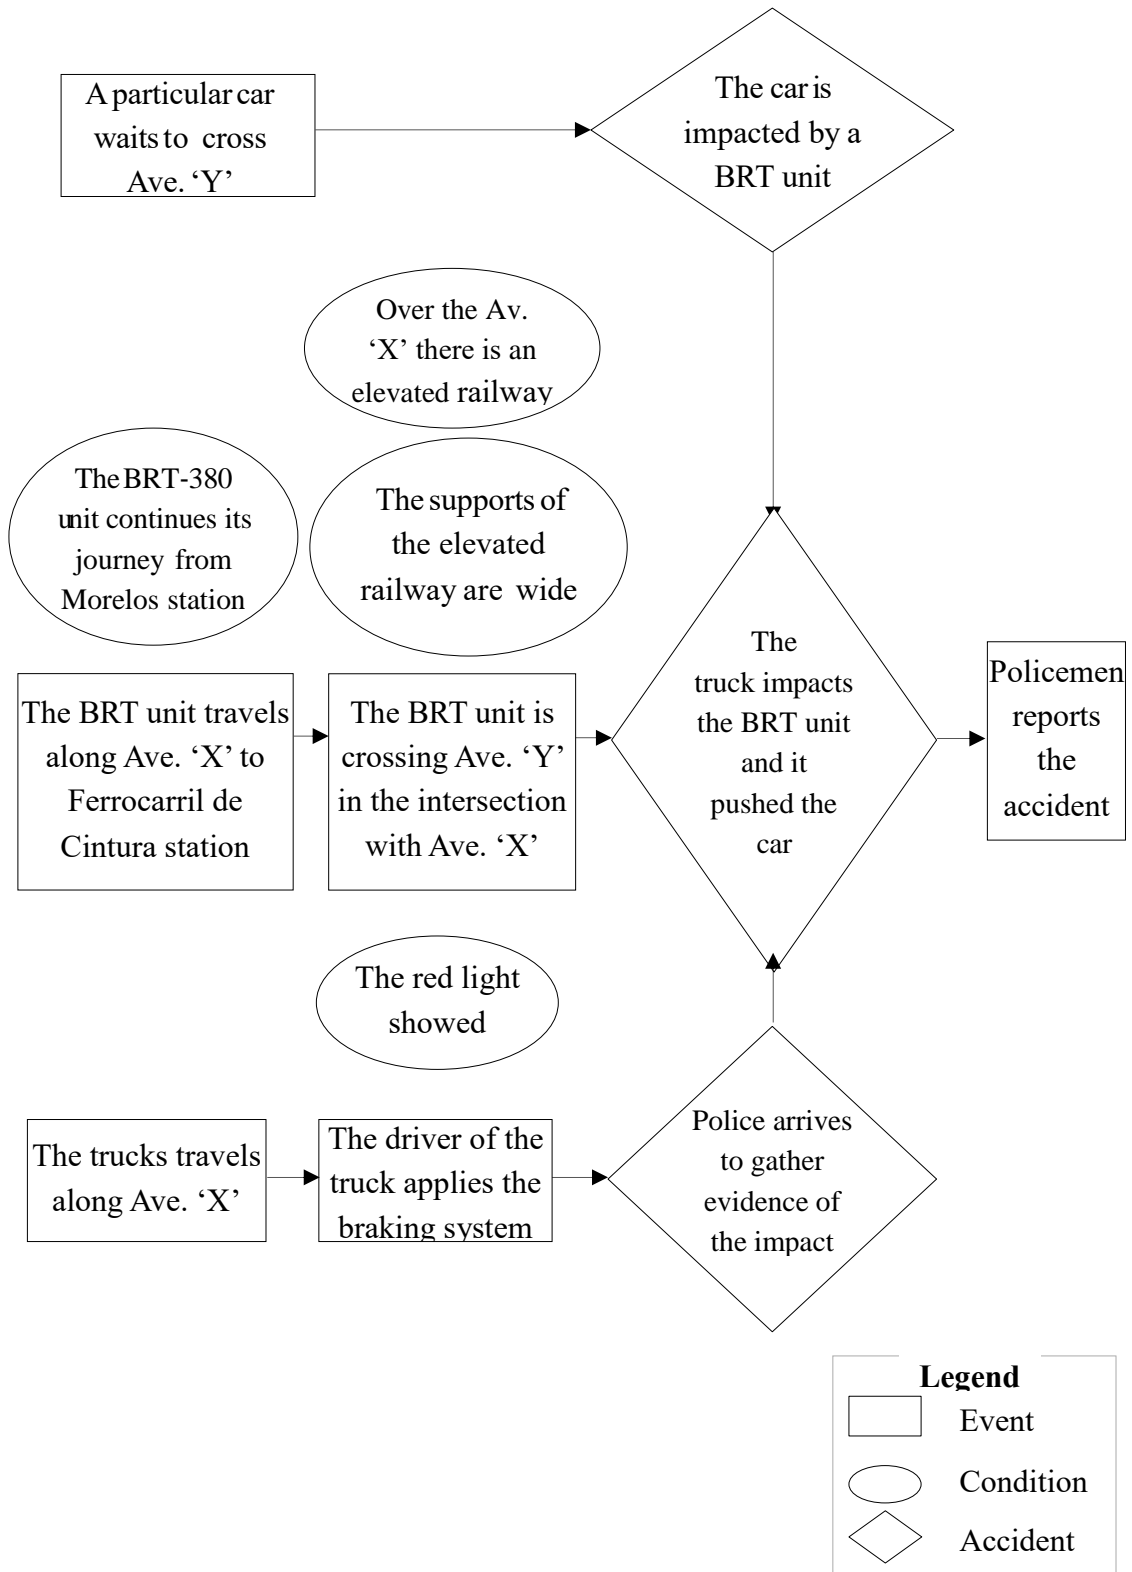 A particular car
waits to cross
Ave. ‘Y’
The car is
impacted by a
BRT unit
Over the Av.
‘X’ there is an
elevated railway
The BRT-380
unit continues its
journey from
Morelos station
The supports of
the elevated
railway are wide
The BRT unit travels
along Ave. ‘X’ to
Ferrocarril de
Cintura station
The BRT unit is
crossing Ave. ‘Y’
in the intersection
with Ave. ‘X’
The
truck impacts
the BRT unit
and it
pushed the
car
Policemen
reports
the
accident
The red light
showed
The trucks travels
along Ave. ‘X’
The driver of the
truck applies the
braking system
Police arrives
to gather
evidence of
the impact
Legend
Event
Condition
Accident